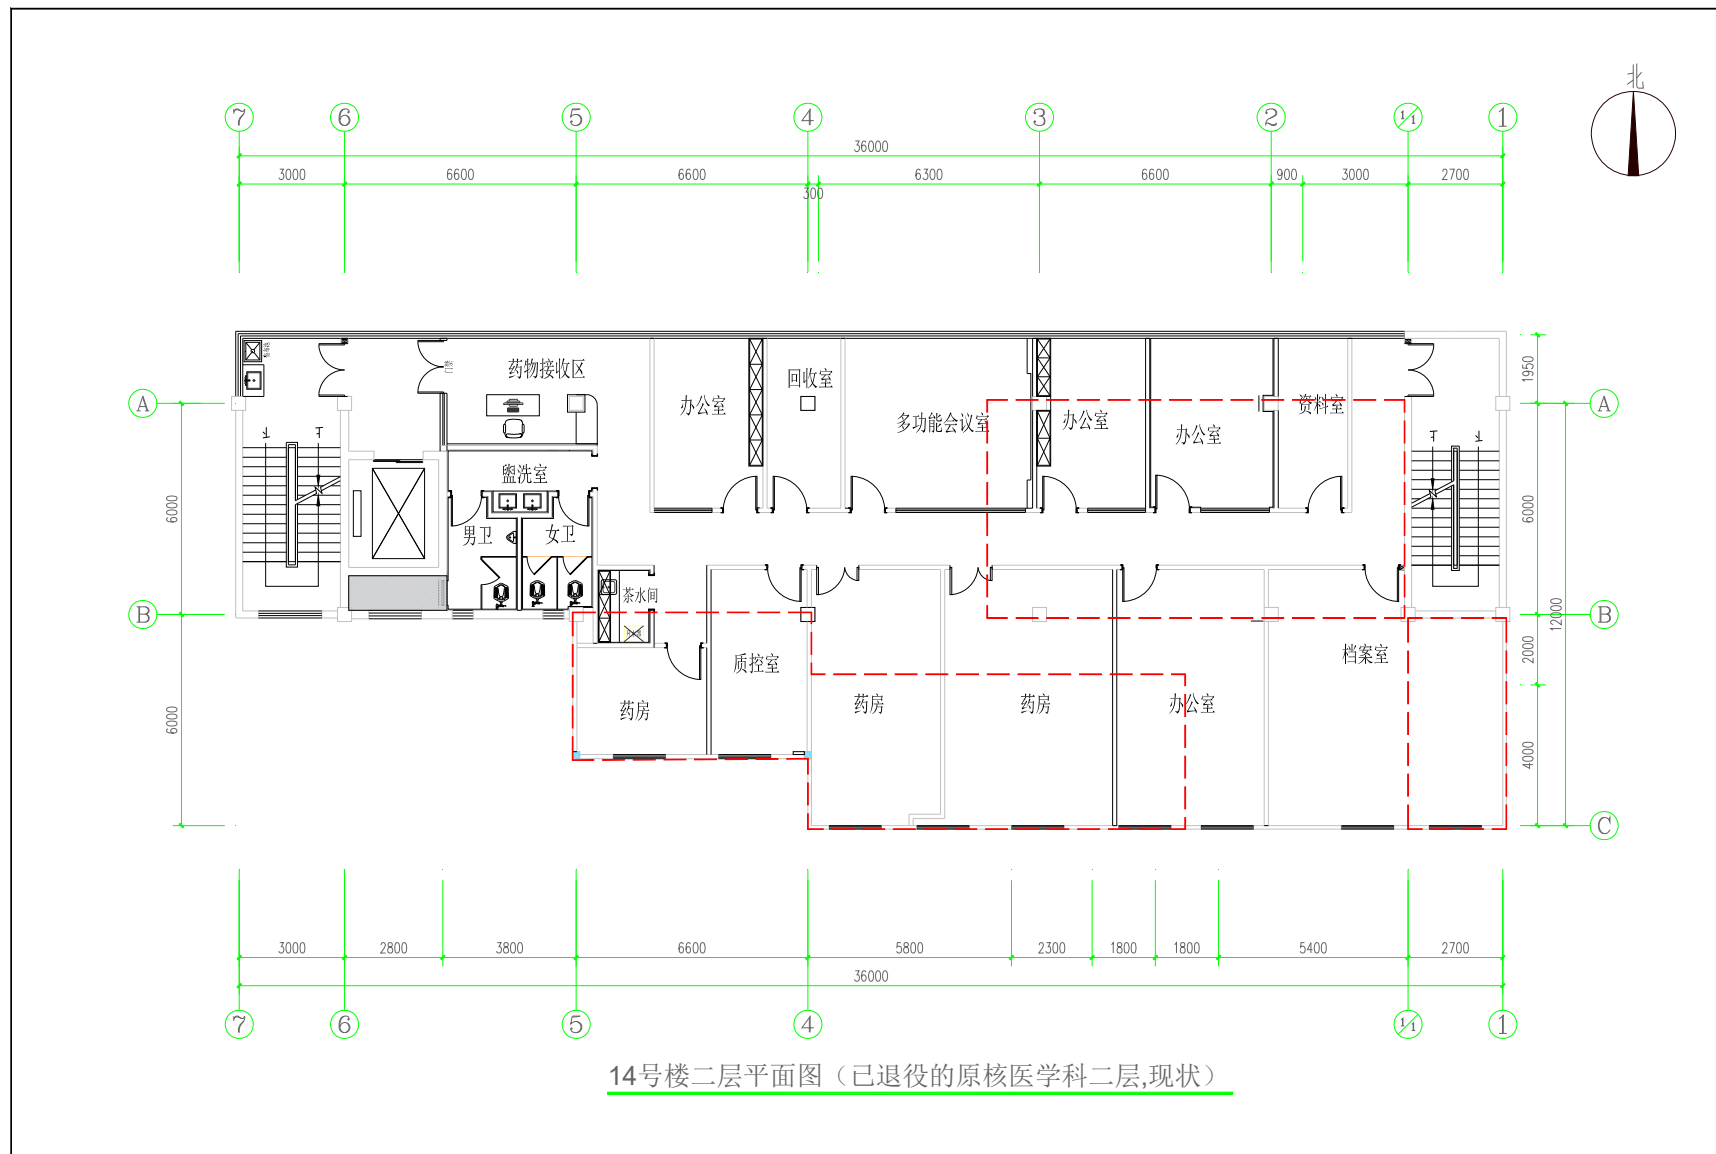 北
7 6 5 4 3 2 1/1 1
36000
3000 6600 6600 6300 6600 900 3000 2700
300
药物接收区
回收室
办公室
多功能会议室
办公室
办公室
资料室
1950
A A
盥洗室
上 下
下 上
男卫
女卫
6000
6000
茶水间
B B
12000
2000
质控室
档案室
药房
药房
药房
办公室
6000
4000
C
3000 2800 3800 6600 5800 2300 1800 1800 5400 2700
36000
7 6 5 4 1/1 1
14号楼二层平面图（已退役的原核医学科二层,现状）